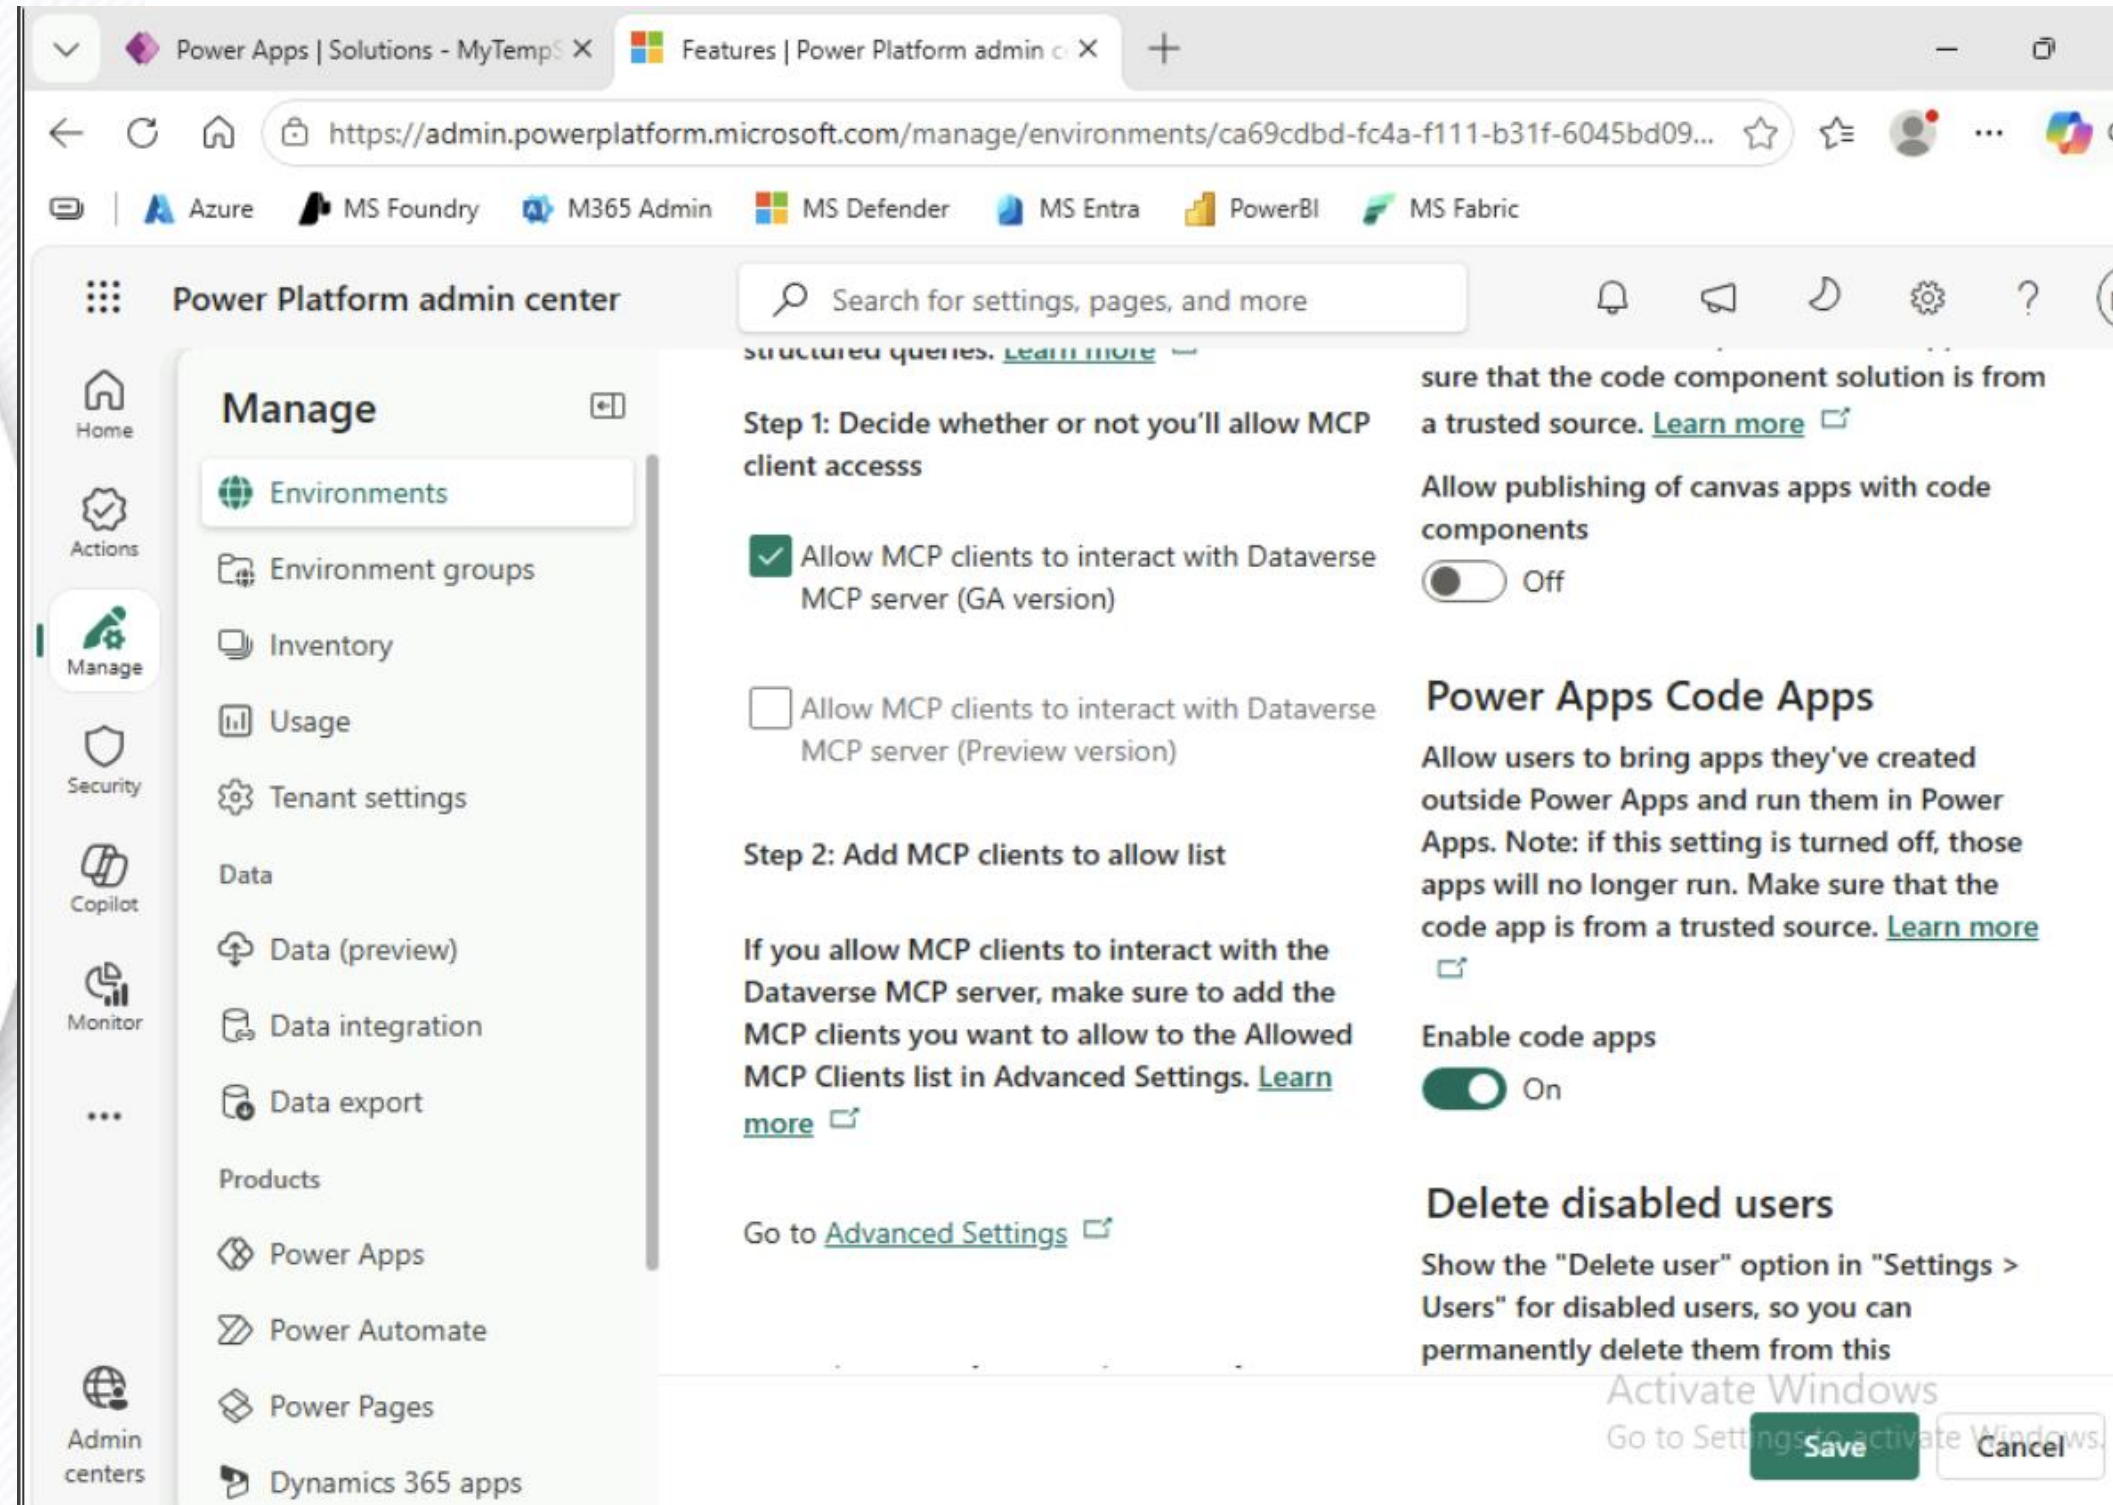 Power Apps | Solutions - MyTempS
Features | Power Platform admin c
https://admin.powerplatform.microsoft.com/manage/environments/ca69cdbd-fc4a-f111-b31f-6045bd09...
Azure
MS Foundry
M365 Admin
MS Defender
MS Entra
PowerBI
MS Fabric
Power Platform admin center
Search for settings, pages, and more
Home
Actions
Manage
Security
Copilot
Monitor
Admin
centers
Manage
Environments
Environment groups
Inventory
Usage
Tenant settings
Data
Data (preview)
Data integration
Data export
Products
Power Apps
Power Automate
Power Pages
Dynamics 365 apps
structured queries. Learn more
Step 1: Decide whether or not you'll allow MCP
client accesss
Allow MCP clients to interact with Dataverse
MCP server (GA version)
Allow MCP clients to interact with Dataverse
MCP server (Preview version)
Step 2: Add MCP clients to allow list
If you allow MCP clients to interact with the
Dataverse MCP server, make sure to add the
MCP clients you want to allow to the Allowed
MCP Clients list in Advanced Settings. Learn
more
Go to Advanced Settings
sure that the code component solution is from
a trusted source. Learn more
Allow publishing of canvas apps with code
components
Off
Power Apps Code Apps
Allow users to bring apps they've created
outside Power Apps and run them in Power
Apps. Note: if this setting is turned off, those
apps will no longer run. Make sure that the
code app is from a trusted source. Learn more
Enable code apps
On
Delete disabled users
Show the "Delete user" option in "Settings >
Users" for disabled users, so you can
permanently delete them from this
Activate Windows
Go to Settings to activate Windows.
Save
Cancel